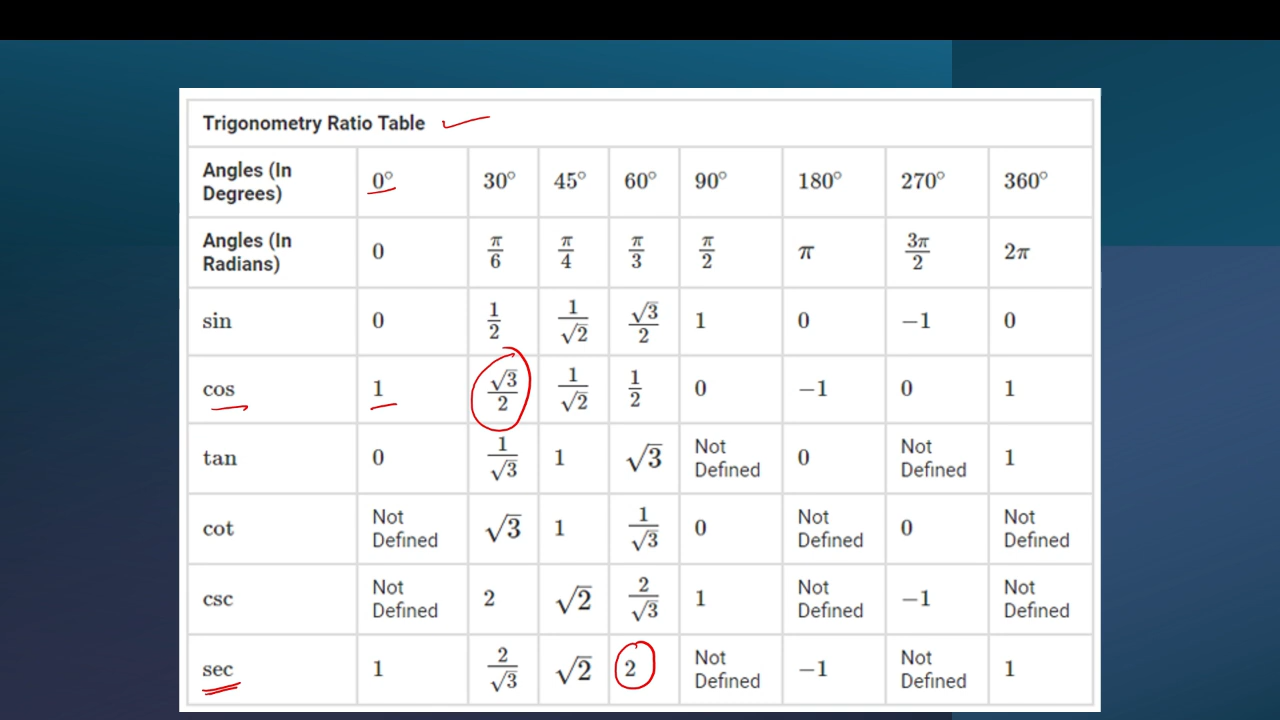 Trigonometry Ratio Table
Angles (In Degrees) 0° 30° 45° 60° 90° 180° 270° 360°
Angles (In Radians) 0 π/6 π/4 π/3 π/2 π 3π/2 2π
sin 0 1/2 1/√2 √3/2 1 0 −1 0
cos 1 √3/2 1/√2 1/2 0 −1 0 1
tan 0 1/√3 1 √3 Not Defined 0 Not Defined 1
cot Not Defined √3 1 1/√3 0 Not Defined 0 Not Defined
csc Not Defined 2 √2 2/√3 1 Not Defined −1 Not Defined
sec 1 2/√3 √2 2 Not Defined −1 Not Defined 1